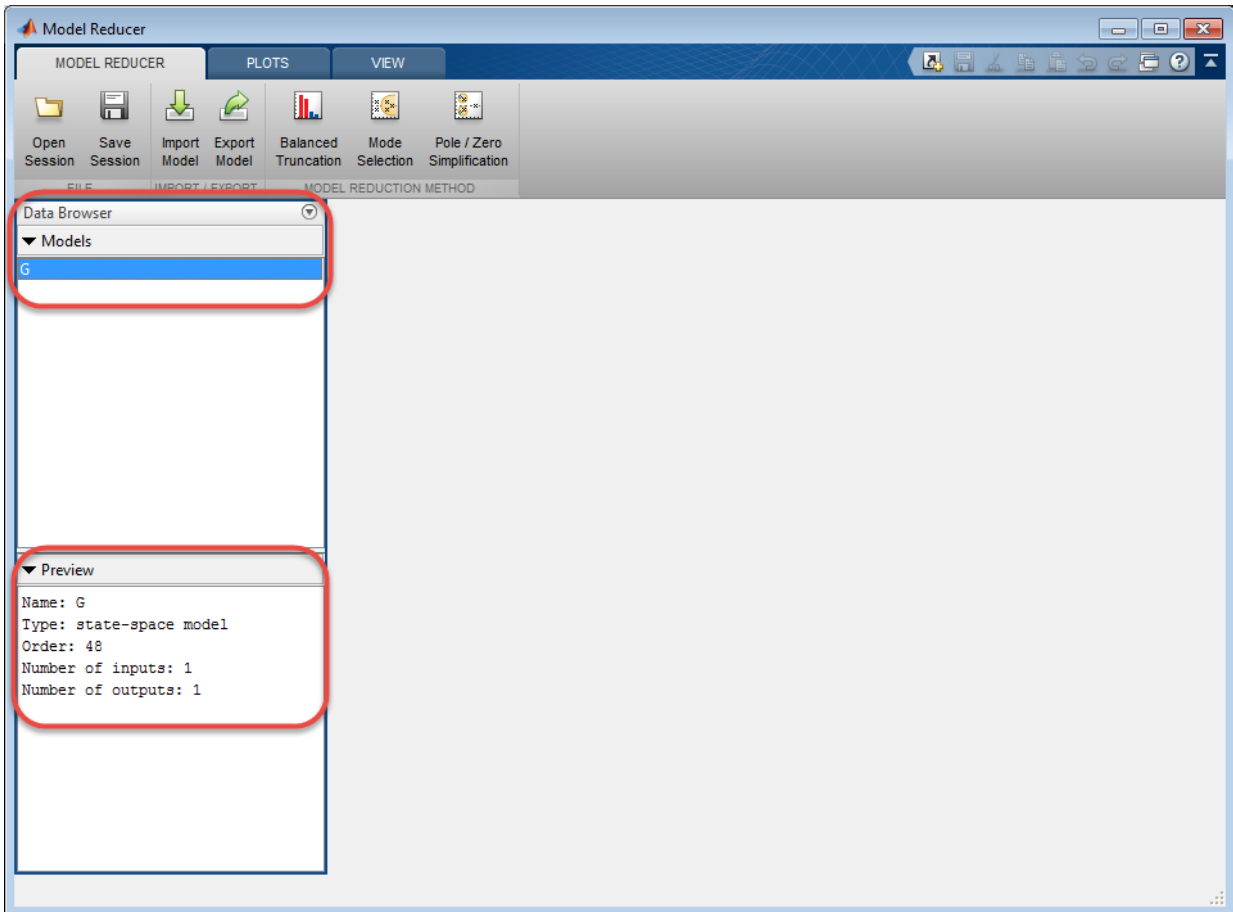 Model Reducer
MODEL REDUCER PLOTS VIEW
Open Session Save Session Import Model Export Model Balanced Truncation Mode Selection Pole / Zero Simplification
FILE IMPORT / EXPORT MODEL REDUCTION METHOD
Data Browser
Models
G
Preview
Name: G
Type: state-space model
Order: 48
Number of inputs: 1
Number of outputs: 1